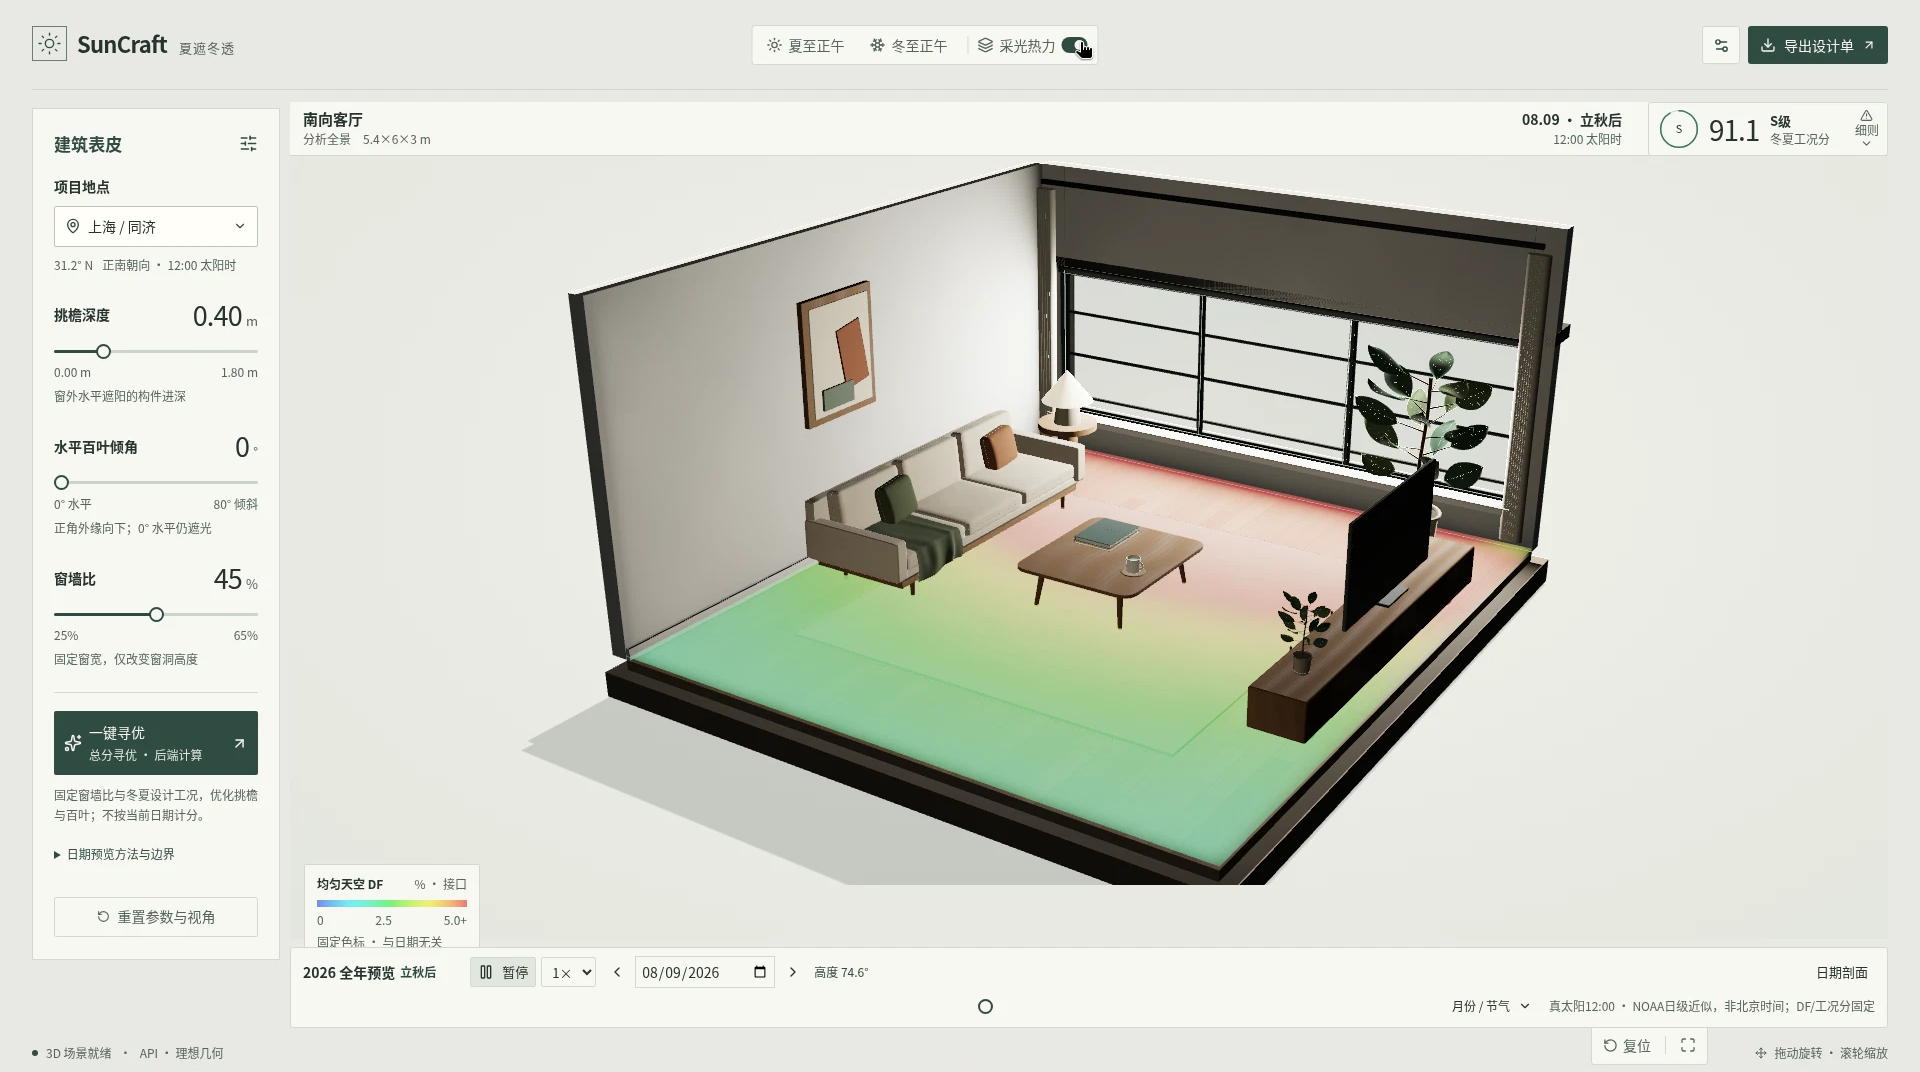 SunCraft 夏遮冬透
夏至正午 冬至正午 采光热力
导出设计单
建筑表皮
项目地点
上海 / 同济
31.2° N 正南朝向 · 12:00 太阳时
挑檐深度 0.40 m
0.00 m 1.80 m
窗外水平遮阳的构件进深
水平百叶倾角 0 °
0° 水平 80° 倾斜
正角外缘向下；0° 水平仍遮光
窗墙比 45 %
25% 65%
固定窗宽，仅改变窗洞高度
一键寻优
总分寻优 · 后端计算
固定窗墙比与冬夏设计工况，优化挑檐
与百叶；不按当前日期计分。
日期预览方法与边界
重置参数与视角
南向客厅
分析全景 5.4×6×3 m
08.09 · 立秋后
12:00 太阳时
S 91.1 S级
冬夏工况分
细则
均匀天空 DF % · 接口
0 2.5 5.0+
固定色标 · 与日期无关
2026 全年预览 立秋后 暂停 1× 08/09/2026 高度 74.6° 日期剖面
月份 / 节气 真太阳12:00 · NOAA日级近似，非北京时间；DF/工况分固定
3D 场景就绪 · API · 理想几何
复位
拖动旋转 · 滚轮缩放